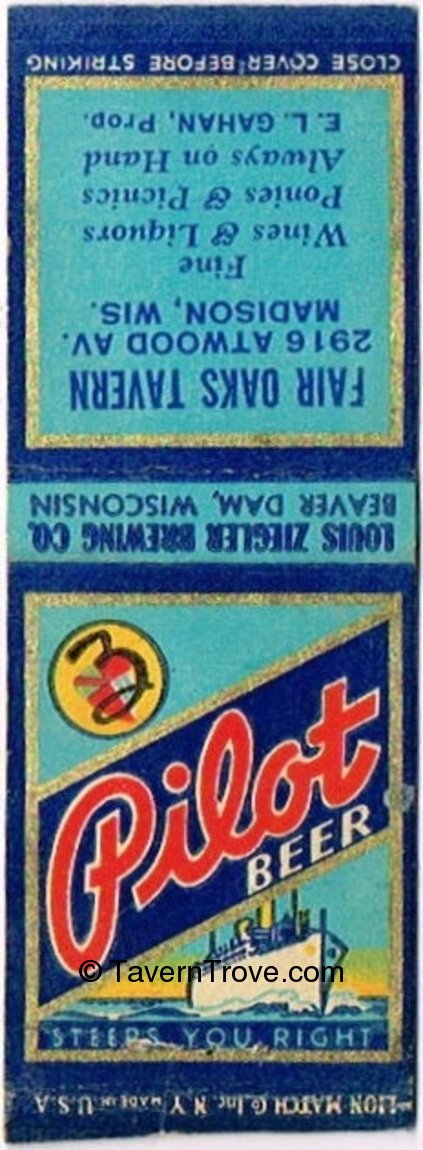 CLOSE COVER BEFORE STRIKING
FAIR OAKS TAVERN
2916 ATWOOD AV.
MADISON, WIS.
Fine
Wines & Liquors
Ponies & Picnics
Always on Hand
E. L. GAHAN, Prop.
LOUIS ZIEGLER BREWING CO.
BEAVER DAM, WISCONSIN
Pilot
BEER
© TavernTrove.com
STEERS YOU RIGHT
LION MATCH Co. Inc. N.Y. MADE IN U.S.A